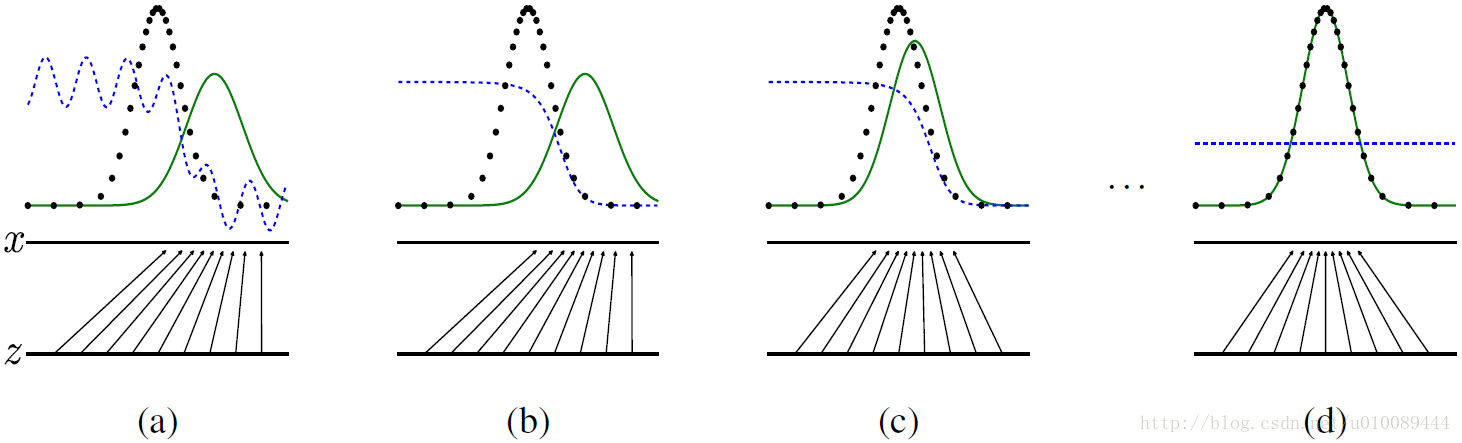 ...
x
z
(a) (b) (c) (d)
http://blog.csdn.net/u010089444